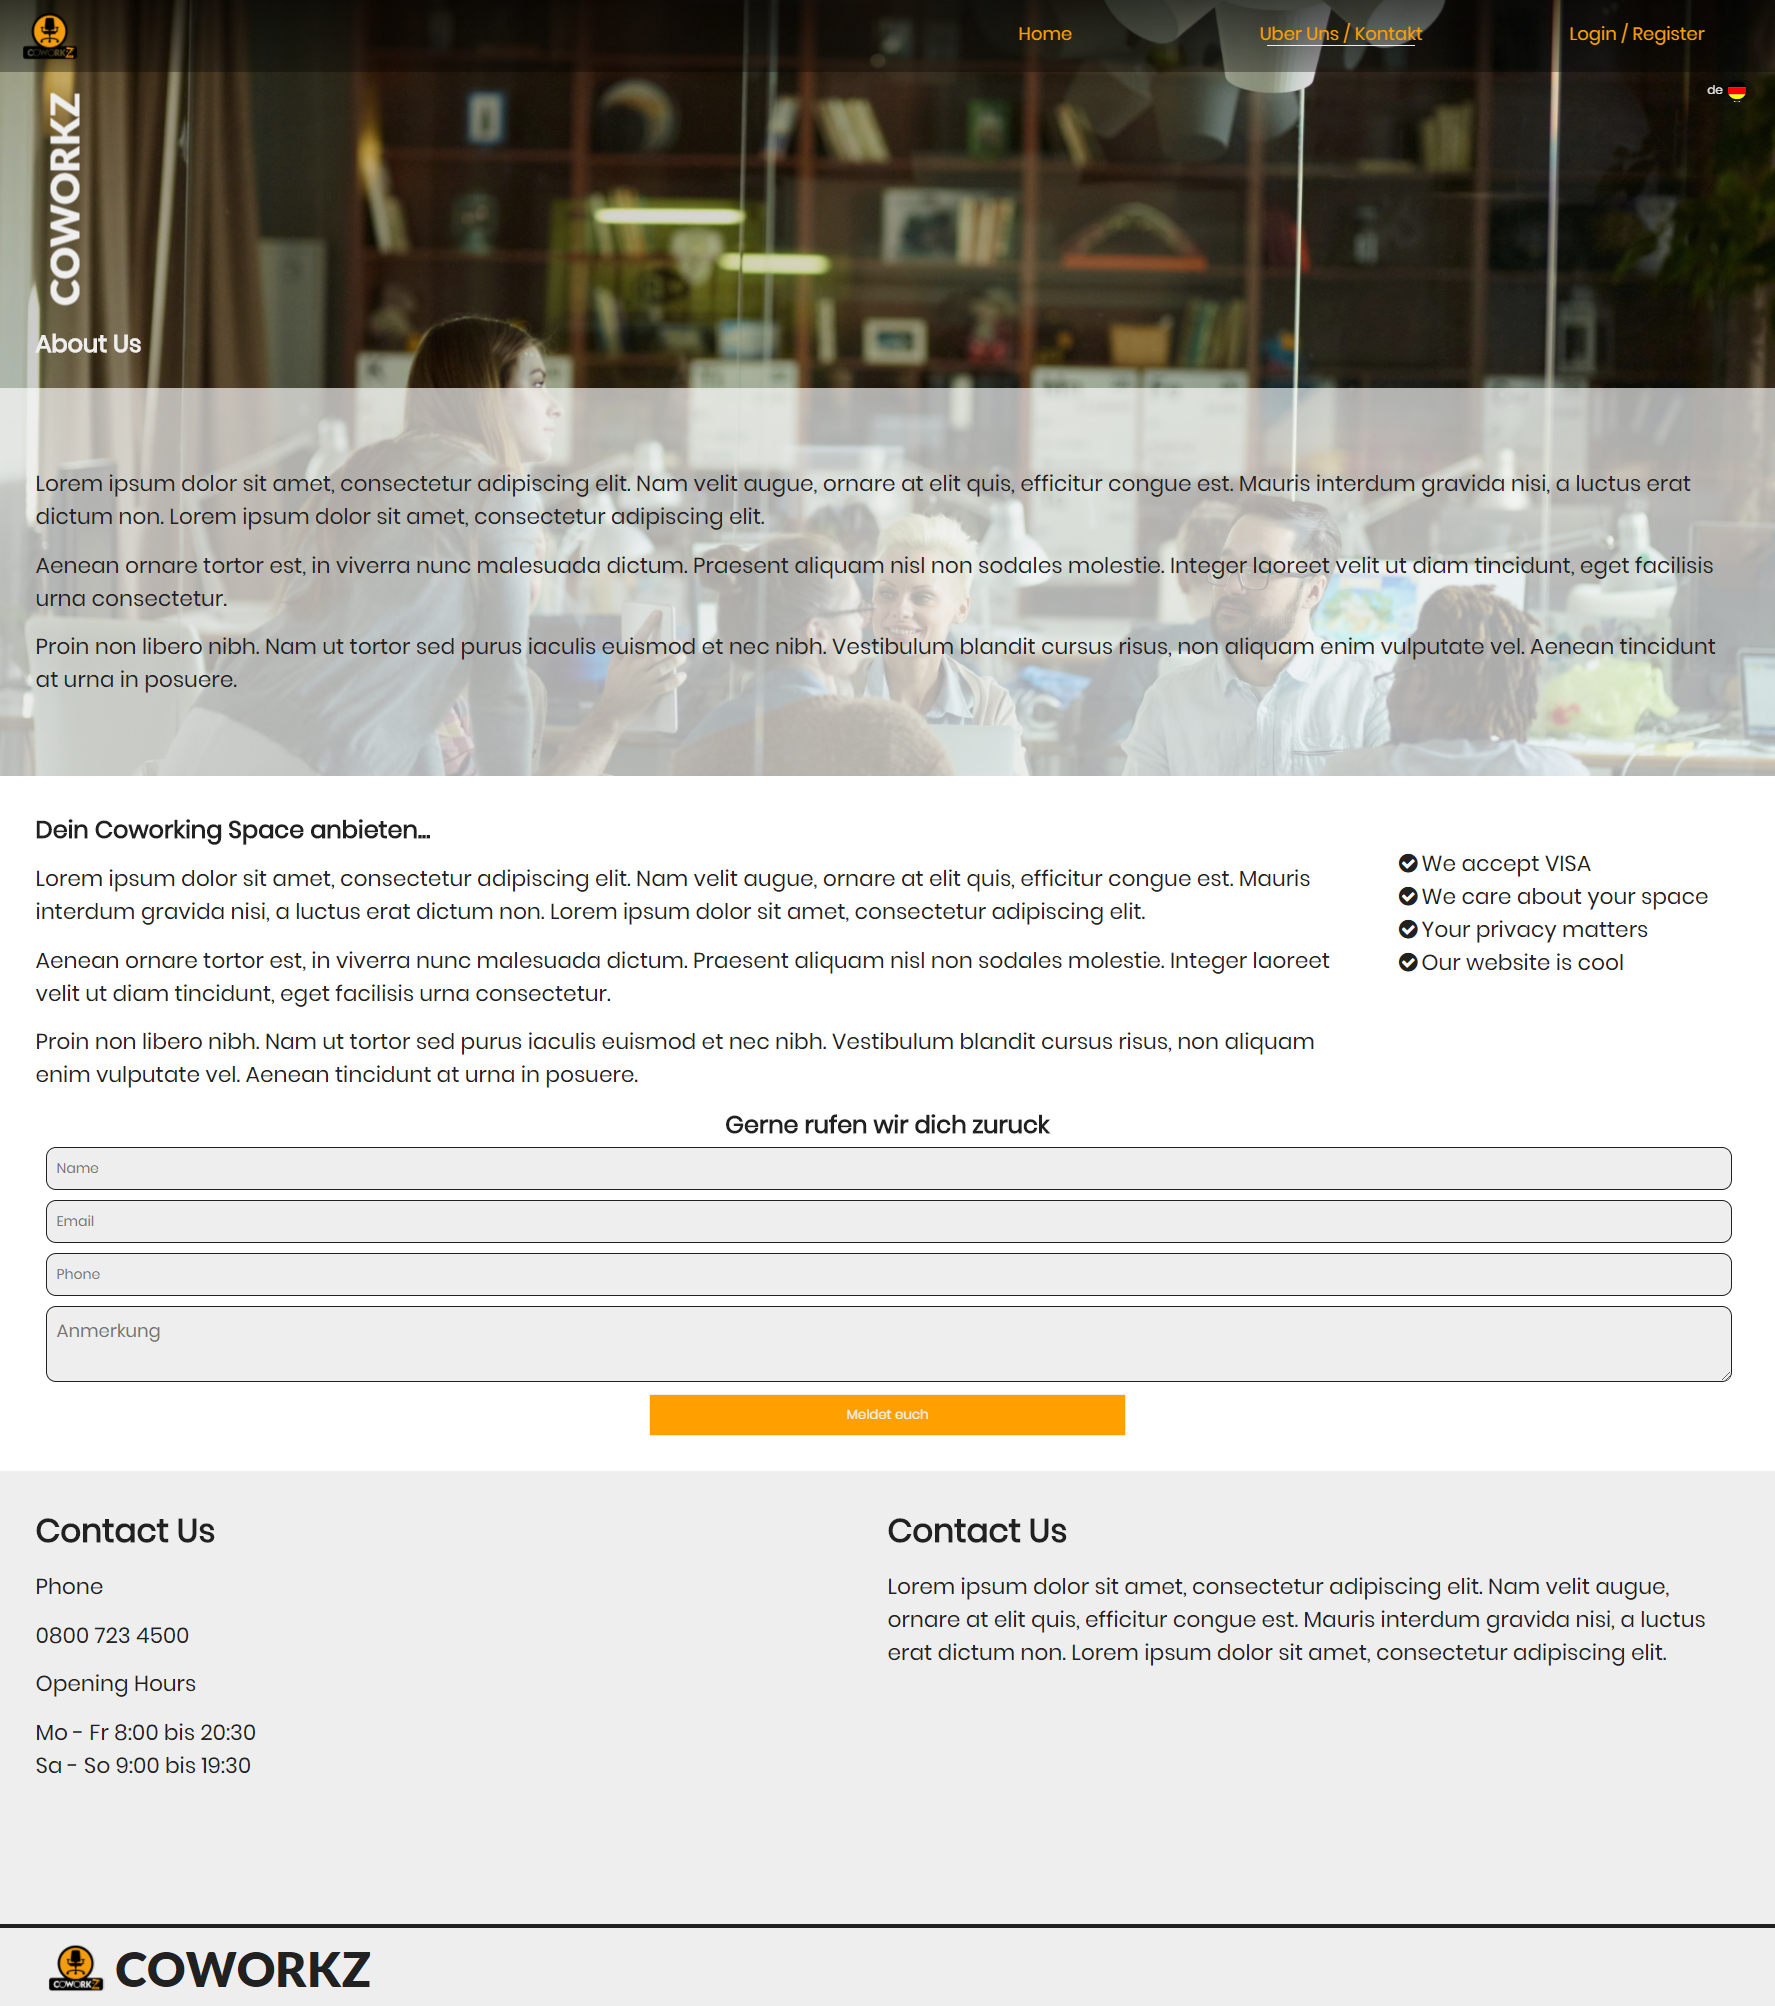 COWORKZ
Home
Uber Uns / Kontakt
Login / Register
de
COWORKZ
About Us
Lorem ipsum dolor sit amet, consectetur adipiscing elit. Nam velit augue, ornare at elit quis, efficitur congue est. Mauris interdum gravida nisi, a luctus erat
dictum non. Lorem ipsum dolor sit amet, consectetur adipiscing elit.
Aenean ornare tortor est, in viverra nunc malesuada dictum. Praesent aliquam nisl non sodales molestie. Integer laoreet velit ut diam tincidunt, eget facilisis
urna consectetur.
Proin non libero nibh. Nam ut tortor sed purus iaculis euismod et nec nibh. Vestibulum blandit cursus risus, non aliquam enim vulputate vel. Aenean tincidunt
at urna in posuere.
Dein Coworking Space anbieten...
Lorem ipsum dolor sit amet, consectetur adipiscing elit. Nam velit augue, ornare at elit quis, efficitur congue est. Mauris
interdum gravida nisi, a luctus erat dictum non. Lorem ipsum dolor sit amet, consectetur adipiscing elit.
Aenean ornare tortor est, in viverra nunc malesuada dictum. Praesent aliquam nisl non sodales molestie. Integer laoreet
velit ut diam tincidunt, eget facilisis urna consectetur.
Proin non libero nibh. Nam ut tortor sed purus iaculis euismod et nec nibh. Vestibulum blandit cursus risus, non aliquam
enim vulputate vel. Aenean tincidunt at urna in posuere.
We accept VISA
We care about your space
Your privacy matters
Our website is cool
Gerne rufen wir dich zuruck
Name
Email
Phone
Anmerkung
Meldet euch
Contact Us
Phone
0800 723 4500
Opening Hours
Mo - Fr 8:00 bis 20:30
Sa - So 9:00 bis 19:30
Contact Us
Lorem ipsum dolor sit amet, consectetur adipiscing elit. Nam velit augue,
ornare at elit quis, efficitur congue est. Mauris interdum gravida nisi, a luctus
erat dictum non. Lorem ipsum dolor sit amet, consectetur adipiscing elit.
COWORKZ
COWORKZ